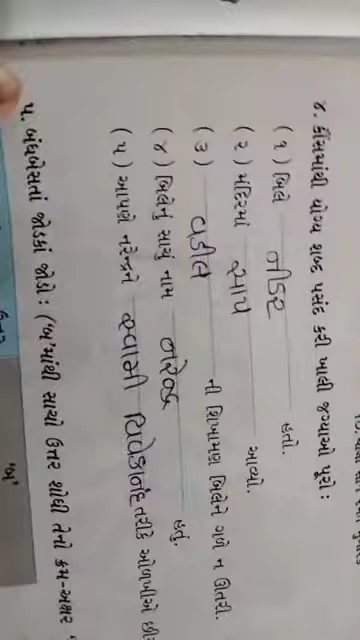 ૪. કૌંસમાંથી યોગ્ય શબ્દ પસંદ કરી ખાલી જગ્યાઓ પૂરો :
(૧) બિલે નીડર હતો.
(૨) મંદિરમાં સાપ આવ્યો.
(૩) વડીલ ની શિખામણ બિલેને ગળે ન ઊતરી.
(૪) બિલેનું સાચું નામ નરેન્દ્ર હતું.
(૫) આપણે નરેન્દ્રને સ્વામી વિવેકાનંદ તરીકે ઓળખીએ છી
૫. બંધબેસતાં જોડકાં જોડો : ('અ'માંથી સાચો ઉત્તર શોધી તેનો ક્રમ-અક્ષર
'બ'